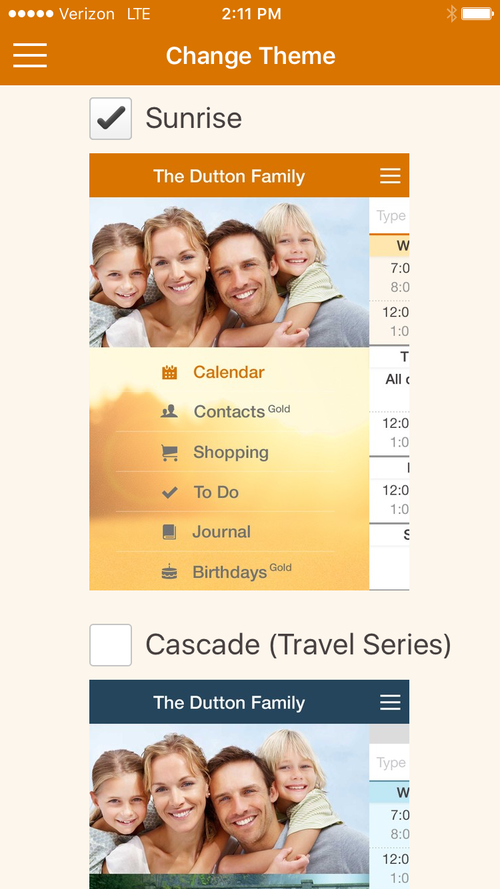 Verizon LTE 2:11 PM
Change Theme
Sunrise
The Dutton Family
Type
W
Calendar
7:0
8:0
Contacts Gold
12:0
1:0
Shopping
T
All
To Do
12:0
1:0
Journal
12:0
1:0
Birthdays Gold
S
Cascade (Travel Series)
The Dutton Family
Type
W
7:0
8:0
12:0
1:0